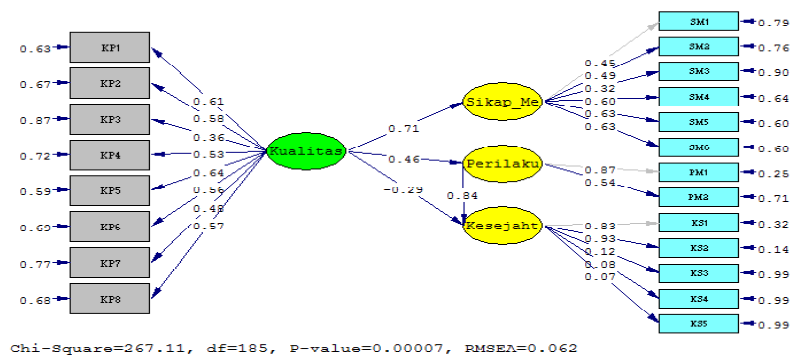 0.63 KP1
0.67 KP2
0.87 KP3
0.72 KP4
0.59 KP5
0.69 KP6
0.77 KP7
0.68 KP8
0.61
0.58
0.36
0.53
0.64
0.56
0.48
0.57
Kualitas
0.71
0.46
-0.29
Sikap_Me
Perilaku
0.84
Kesejaht
0.45
0.49
0.32
0.60
0.63
0.63
0.87
0.54
0.83
0.93
0.12
0.08
0.07
SM1 0.79
SM2 0.76
SM3 0.90
SM4 0.64
SM5 0.60
SM6 0.60
PM1 0.25
PM2 0.71
KS1 0.32
KS2 0.14
KS3 0.99
KS4 0.99
KS5 0.99
Chi-Square=267.11, df=185, P-value=0.00007, RMSEA=0.062